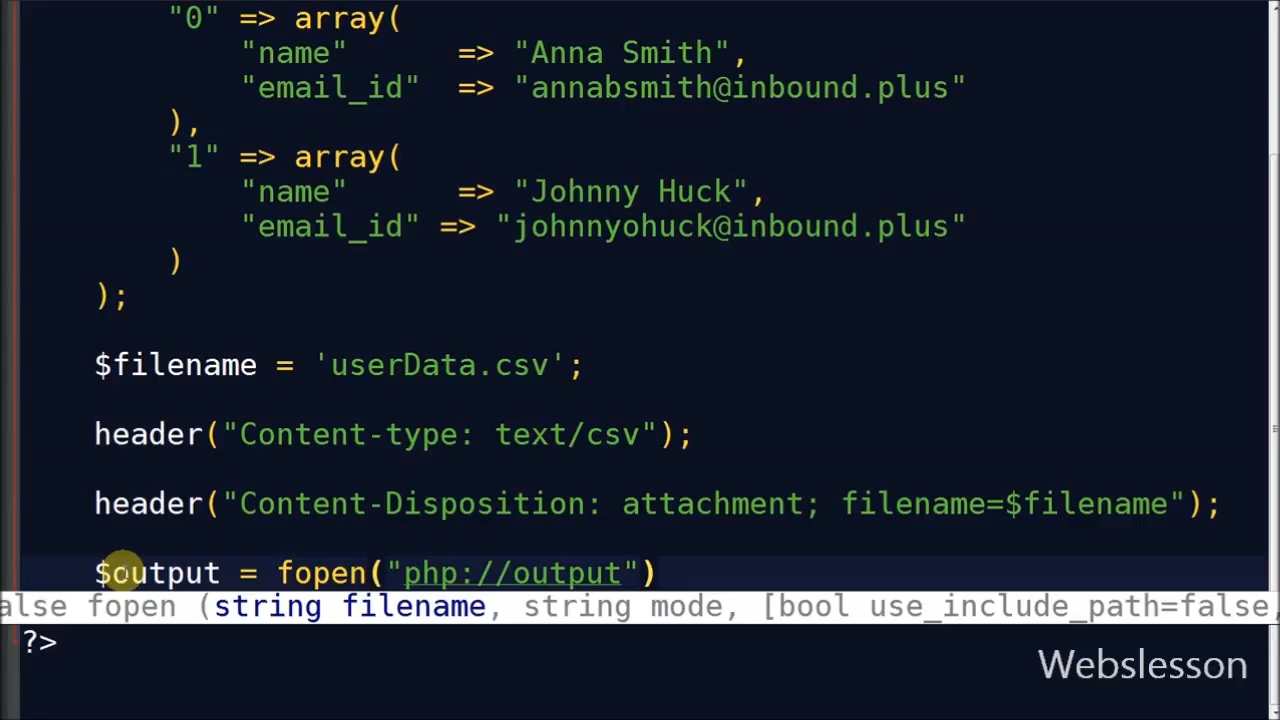 "0" => array(
"name" => "Anna Smith",
"email_id" => "annabsmith@inbound.plus"
),
"1" => array(
"name" => "Johnny Huck",
"email_id" => "johnnyohuck@inbound.plus"
)
);
$filename = 'userData.csv';
header("Content-type: text/csv");
header("Content-Disposition: attachment; filename=$filename");
$output = fopen("php://output")
alse fopen (string filename, string mode, [bool use_include_path=false,
?>
Webslesson